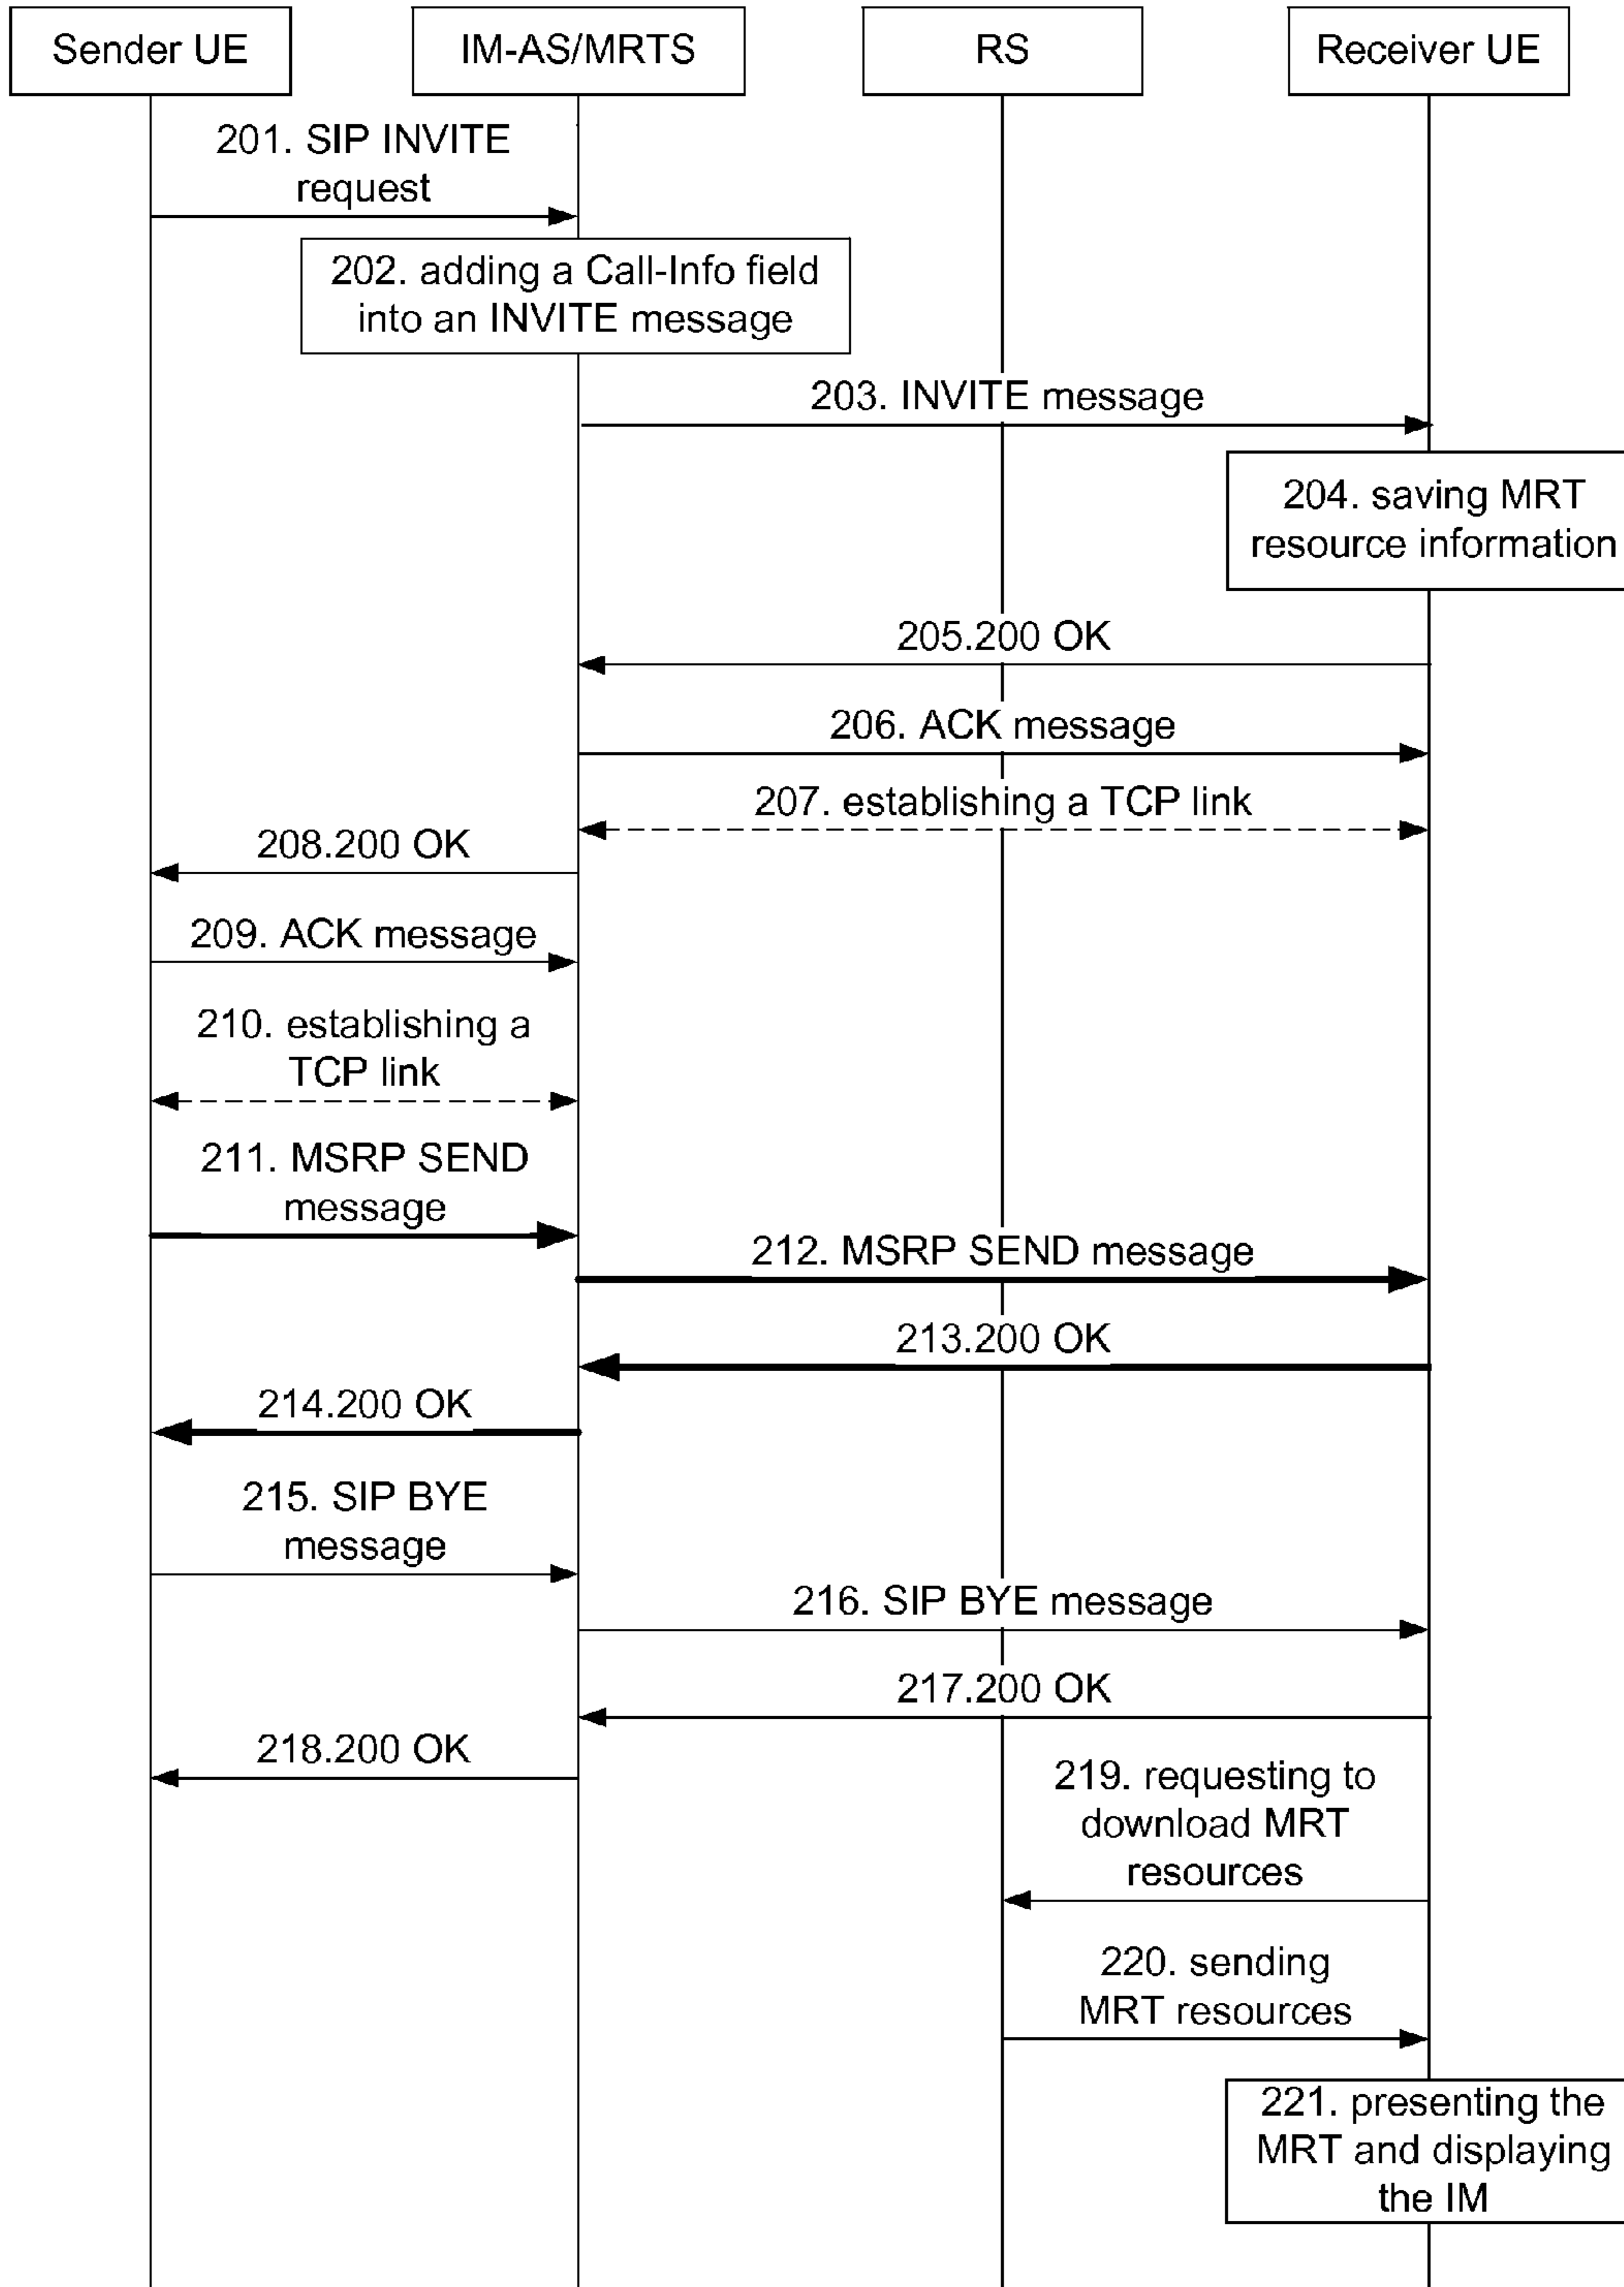 Sender UE
IM-AS/MRTS
RS
Receiver UE
201. SIP INVITE
request
202. adding a Call-Info field
into an INVITE message
203. INVITE message
204. saving MRT
resource information
205.200 OK
206. ACK message
207. establishing a TCP link
208.200 OK
209. ACK message
210. establishing a
TCP link
211. MSRP SEND
message
212. MSRP SEND message
213.200 OK
214.200 OK
215. SIP BYE
message
216. SIP BYE message
217.200 OK
218.200 OK
219. requesting to
download MRT
resources
220. sending
MRT resources
221. presenting the
MRT and displaying
the IM